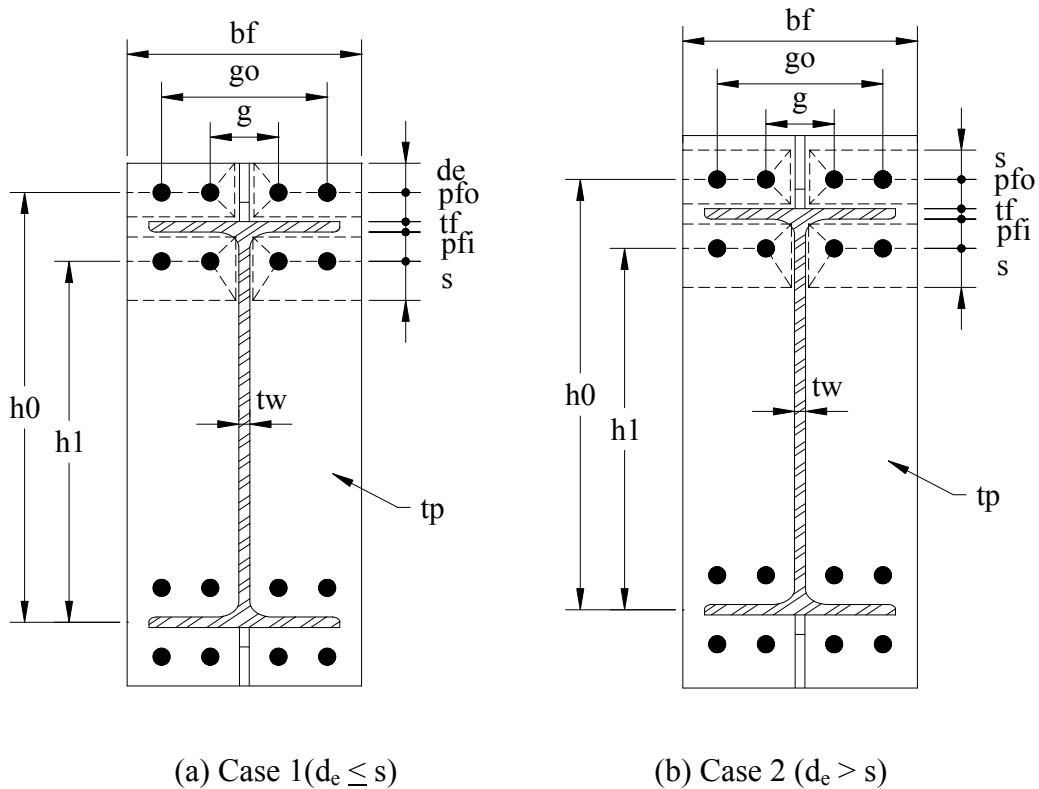 bf
go
g
de
pfo
tf
pfi
s
h0
h1
tw
tp
(a) Case 1(de ≤ s)
bf
go
g
s
pfo
tf
pfi
s
h0
h1
tw
tp
(b) Case 2 (de > s)